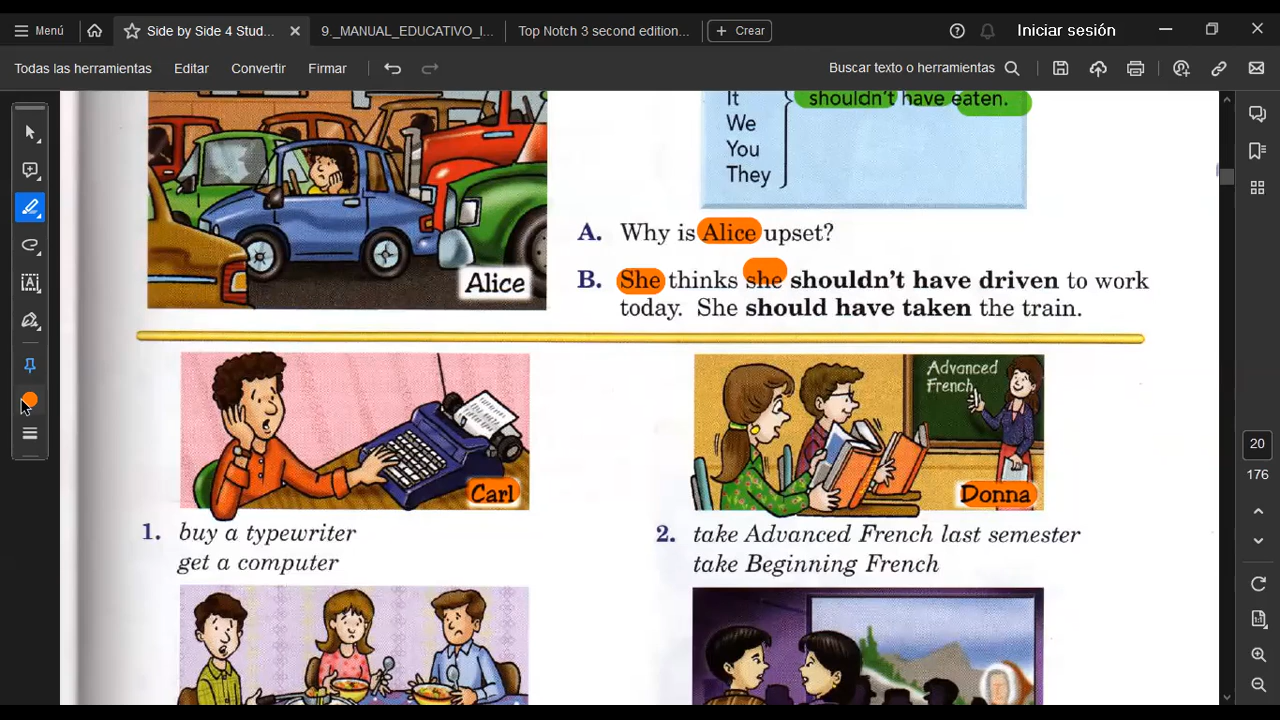 Menú
Side by Side 4 Stud...
9._MANUAL_EDUCATIVO_I...
Top Notch 3 second edition...
Crear
Iniciar sesión
Todas las herramientas
Editar
Convertir
Firmar
Buscar texto o herramientas
It
shouldn't have eaten.
We
You
They
Alice
A. Why is Alice upset?
B. She thinks she shouldn't have driven to work
today. She should have taken the train.
Carl
Advanced
French
Donna
1. buy a typewriter
get a computer
2. take Advanced French last semester
take Beginning French
20
176